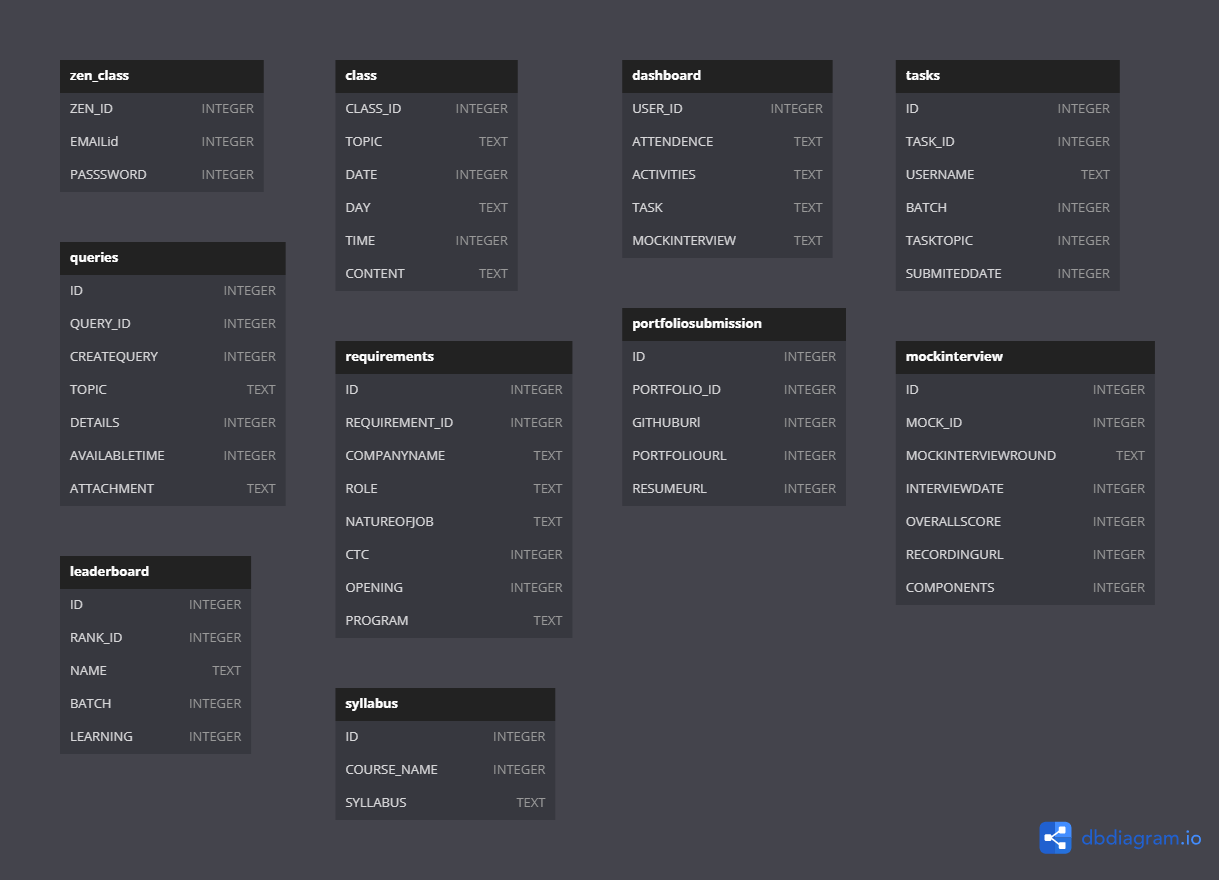 zen_class
ZEN_ID INTEGER
EMAILid INTEGER
PASSSWORD INTEGER
queries
ID INTEGER
QUERY_ID INTEGER
CREATEQUERY INTEGER
TOPIC TEXT
DETAILS INTEGER
AVAILABLETIME INTEGER
ATTACHMENT TEXT
leaderboard
ID INTEGER
RANK_ID INTEGER
NAME TEXT
BATCH INTEGER
LEARNING INTEGER
class
CLASS_ID INTEGER
TOPIC TEXT
DATE INTEGER
DAY TEXT
TIME INTEGER
CONTENT TEXT
requirements
ID INTEGER
REQUIREMENT_ID INTEGER
COMPANYNAME TEXT
ROLE TEXT
NATUREOFJOB TEXT
CTC INTEGER
OPENING INTEGER
PROGRAM TEXT
syllabus
ID INTEGER
COURSE_NAME INTEGER
SYLLABUS TEXT
dashboard
USER_ID INTEGER
ATTENDENCE TEXT
ACTIVITIES TEXT
TASK TEXT
MOCKINTERVIEW TEXT
portfoliosubmission
ID INTEGER
PORTFOLIO_ID INTEGER
GITHUBURl INTEGER
PORTFOLIOURL INTEGER
RESUMEURL INTEGER
tasks
ID INTEGER
TASK_ID INTEGER
USERNAME TEXT
BATCH INTEGER
TASKTOPIC INTEGER
SUBMITEDDATE INTEGER
mockinterview
ID INTEGER
MOCK_ID INTEGER
MOCKINTERVIEWROUND TEXT
INTERVIEWDATE INTEGER
OVERALLSCORE INTEGER
RECORDINGURL INTEGER
COMPONENTS INTEGER
dbdiagram.io